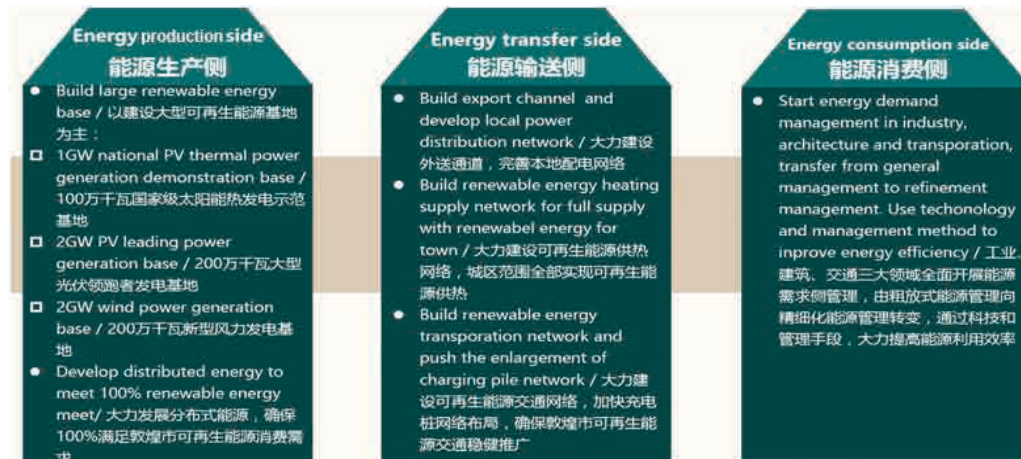 Energy production side
能源生产侧
● Build large renewable energy
base / 以建设大型可再生能源基地
为主：
□ 1GW national PV thermal power
generation demonstration base /
100万千瓦国家级太阳能热发电示范
基地
□ 2GW PV leading power
generation base / 200万千瓦大型
光伏领跑者发电基地
□ 2GW wind power generation
base / 200万千瓦新型风力发电基
地
● Develop distributed energy to
meet 100% renewable energy
meet/ 大力发展分布式能源，确保
100%满足敦煌市可再生能源消费需
求
Energy transfer side
能源输送侧
● Build export channel and
develop local power
distribution network / 大力建设
外送通道，完善本地配电网络
● Build renewable energy heating
supply network for full supply
with renewabel energy for
town / 大力建设可再生能源供热
网络，城区范围全部实现可再生能
源供热
● Build renewable energy
transporation network and
push the enlargement of
charging pile network / 大力建
设可再生能源交通网络，加快充电
桩网络布局，确保敦煌市可再生能
源交通稳健推广
Energy consumption side
能源消费侧
● Start energy demand
management in industry,
architecture and transporation,
transfer from general
management to refinement
management. Use techonology
and management method to
inprove energy efficiency / 工业、
建筑、交通三大领域全面开展能源
需求侧管理，由粗放式能源管理向
精细化能源管理转变，通过科技和
管理手段，大力提高能源利用效率